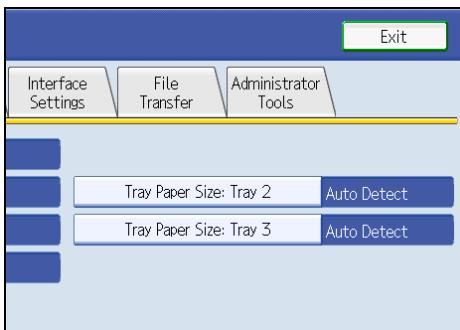 Exit
Interface
Settings
File
Transfer
Administrator
Tools
Tray Paper Size: Tray 2 Auto Detect
Tray Paper Size: Tray 3 Auto Detect